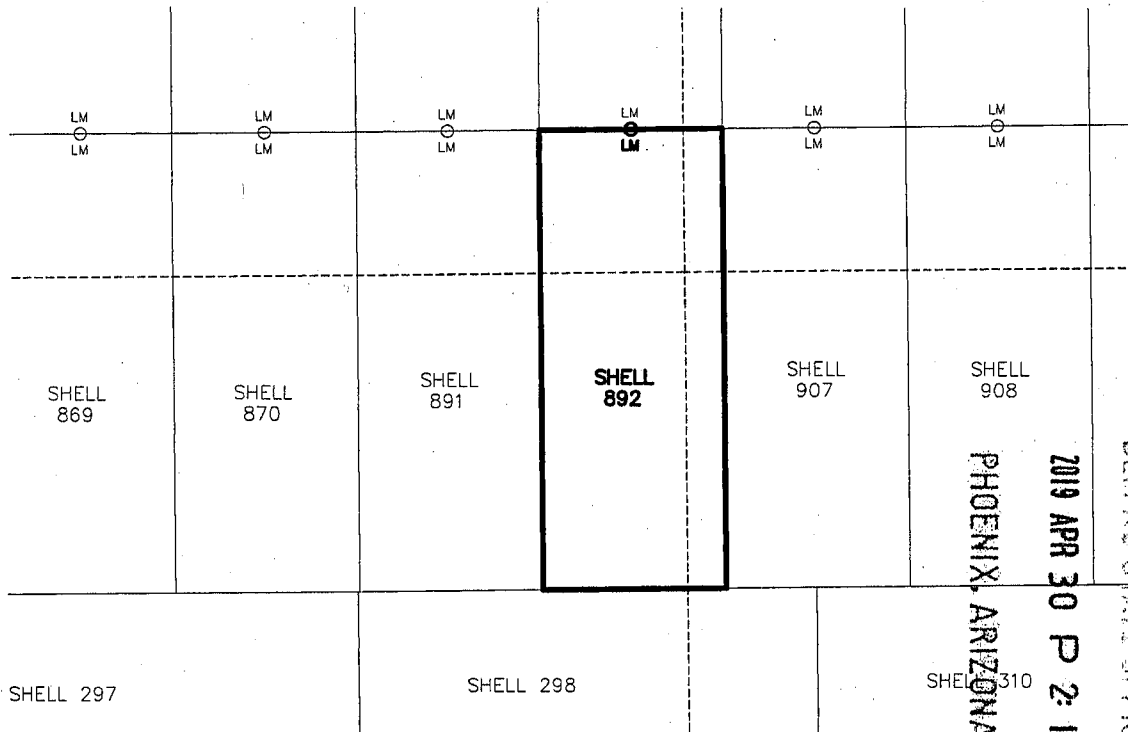 LM
LM
LM
LM
LM
LM
LM
LM
LM
LM
LM
LM
SHELL
869
SHELL
870
SHELL
891
SHELL
892
SHELL
907
SHELL
908
SHELL 297
SHELL 298
SHELL 310
2019 APR 30 P 2:
PHOENIX, ARIZONA